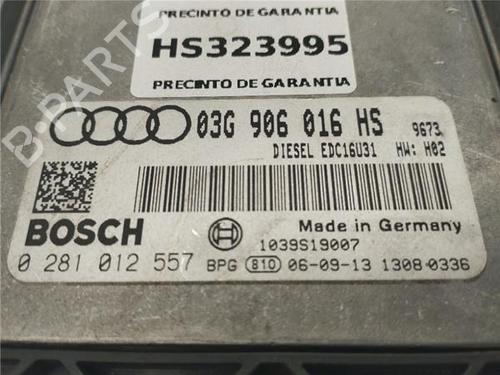 PRECINTO DE GARANTIA
HS323995
PRECINTO DE GARANTIA
B-PARTS
03G 906 016 HS 9673
DIESEL EDC16U31 HW: H02
BOSCH
Made in Germany
1039S19007
0 281 012 557 BPG 810 06-09-13 1308 0336